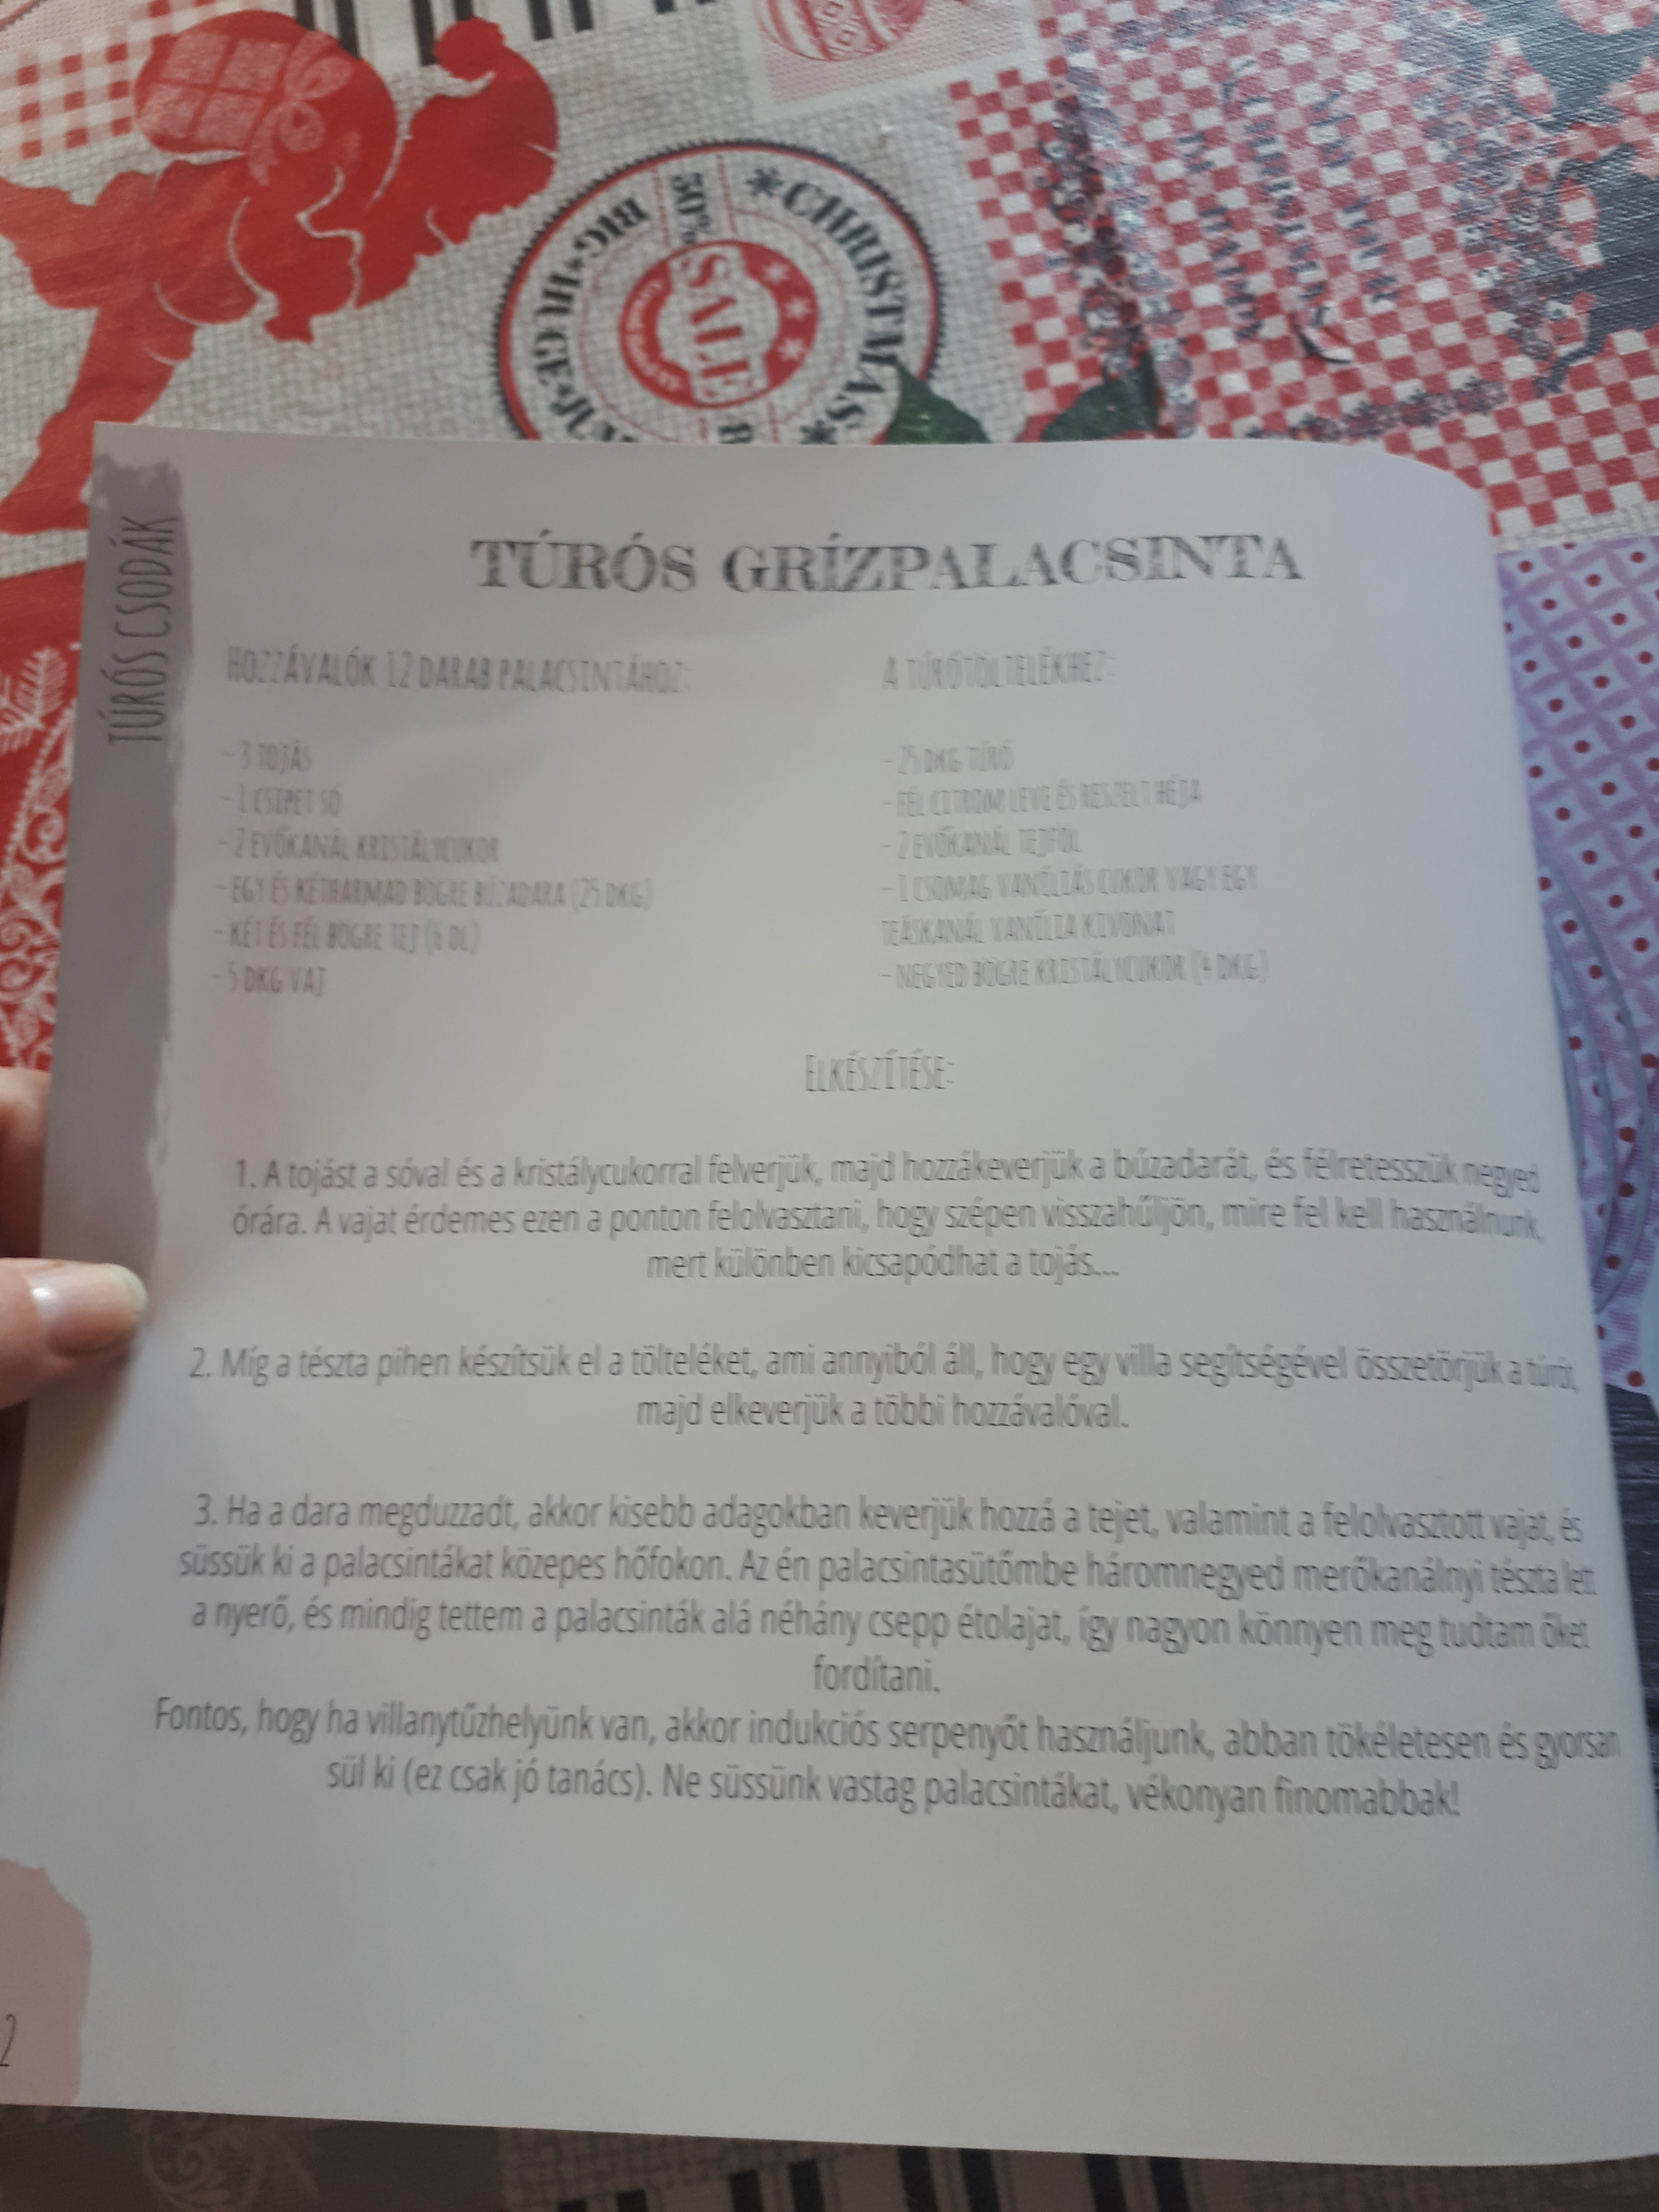 BIG * HUGE *
50%
* CHRISTMAS *
SALE
TÚRÓS CSODÁK
TÚRÓS GRÍZPALACSINTA
HOZZÁVALÓK 12 DARAB PALACSINTÁHOZ:
- 3 TOJÁS
- 1 CSIPET SÓ
- 2 EVŐKANÁL KRISTÁLYCUKOR
- EGY ÉS KÉTHARMAD BÖGRE BÚZADARA (25 DKG)
- KÉT ÉS FÉL BÖGRE TEJ (6 DL)
- 5 DKG VAJ
A TÚRÓTÖLTELÉKHEZ:
- 25 DKG TÚRÓ
- FÉL CITROM LEVE ÉS RESZELT HÉJA
- 2 EVŐKANÁL TEJFÖL
- 1 CSOMAG VANÍLIÁS CUKOR VAGY EGY
TEÁSKANÁL VANÍLIA KIVONAT
- NEGYED BÖGRE KRISTÁLYCUKOR (4 DKG)
ELKÉSZÍTÉSE:
1. A tojást a sóval és a kristálycukorral felverjük, majd hozzákeverjük a búzadarát, és félretesszük negyed
órára. A vajat érdemes ezen a ponton felolvasztani, hogy szépen visszahűljön, mire fel kell használnunk,
mert különben kicsapódhat a tojás...
2. Míg a tészta pihen készítsük el a tölteléket, ami annyiból áll, hogy egy villa segítségével összetörjük a túrót,
majd elkeverjük a többi hozzávalóval.
3. Ha a dara megduzzadt, akkor kisebb adagokban keverjük hozzá a tejet, valamint a felolvasztott vajat, és
süssük ki a palacsintákat közepes hőfokon. Az én palacsintasütőmbe háromnegyed merőkanálnyi tészta lett
a nyerő, és mindig tettem a palacsinták alá néhány csepp étolajat, így nagyon könnyen meg tudtam őket
fordítani.
Fontos, hogy ha villanytűzhelyünk van, akkor indukciós serpenyőt használjunk, abban tökéletesen és gyorsan
sül ki (ez csak jó tanács). Ne süssünk vastag palacsintákat, vékonyan finomabbak!
2